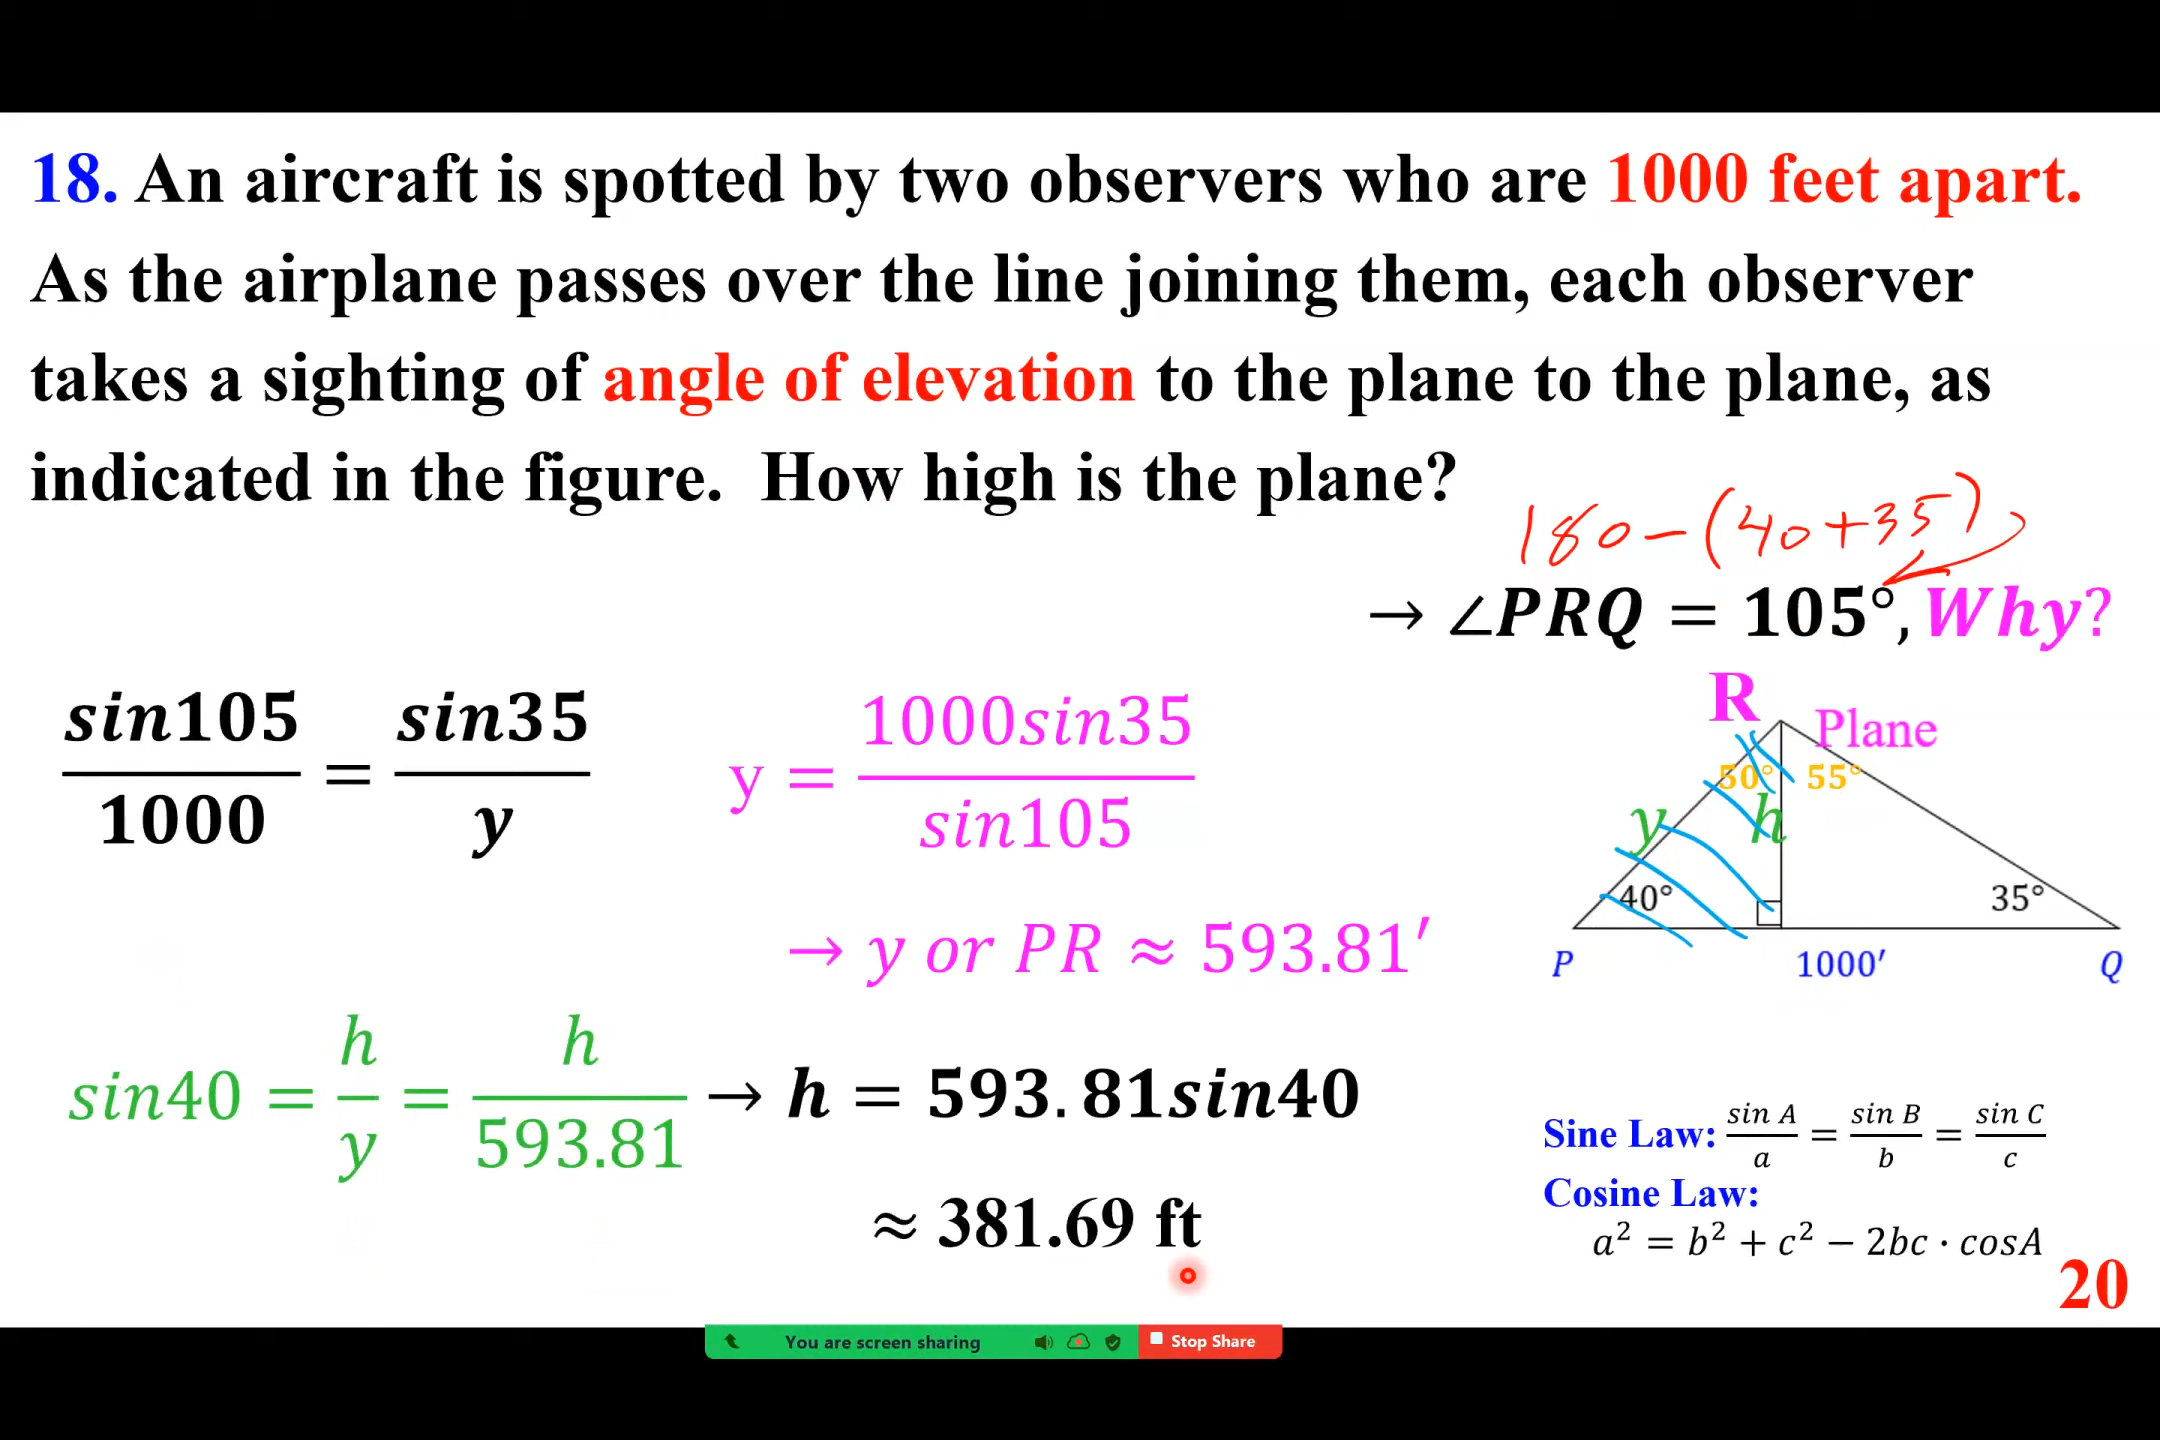 18. An aircraft is spotted by two observers who are 1000 feet apart.
As the airplane passes over the line joining them, each observer
takes a sighting of angle of elevation to the plane to the plane, as
indicated in the figure. How high is the plane?
180-(40+35)
→ ∠PRQ = 105°, Why?
sin105/1000 = sin35/y
y = 1000sin35/sin105
→ y or PR ≈ 593.81′
sin40 = h/y = h/593.81 → h = 593.81sin40
≈ 381.69 ft
R
Plane
50° 55°
y h
40° 35°
P 1000′ Q
Sine Law: sin A/a = sin B/b = sin C/c
Cosine Law:
a² = b² + c² − 2bc · cosA
20
You are screen sharing
Stop Share